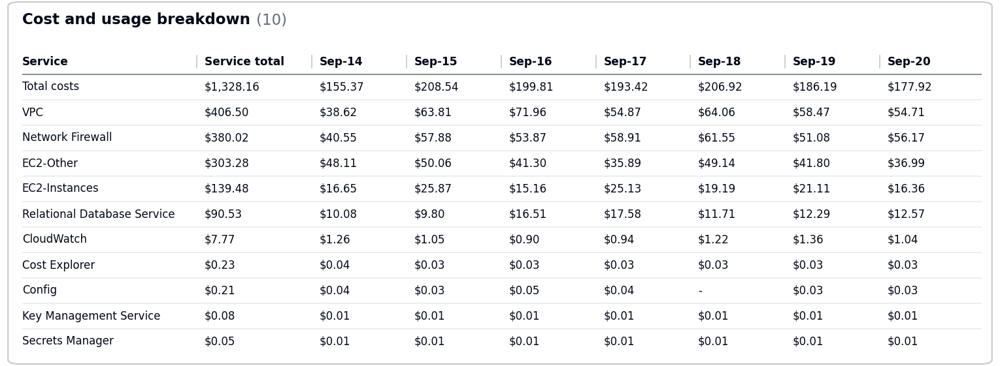 Cost and usage breakdown (10)
Service Service total Sep-14 Sep-15 Sep-16 Sep-17 Sep-18 Sep-19 Sep-20
Total costs $1,328.16 $155.37 $208.54 $199.81 $193.42 $206.92 $186.19 $177.92
VPC $406.50 $38.62 $63.81 $71.96 $54.87 $64.06 $58.47 $54.71
Network Firewall $380.02 $40.55 $57.88 $53.87 $58.91 $61.55 $51.08 $56.17
EC2-Other $303.28 $48.11 $50.06 $41.30 $35.89 $49.14 $41.80 $36.99
EC2-Instances $139.48 $16.65 $25.87 $15.16 $25.13 $19.19 $21.11 $16.36
Relational Database Service $90.53 $10.08 $9.80 $16.51 $17.58 $11.71 $12.29 $12.57
CloudWatch $7.77 $1.26 $1.05 $0.90 $0.94 $1.22 $1.36 $1.04
Cost Explorer $0.23 $0.04 $0.03 $0.03 $0.03 $0.03 $0.03 $0.03
Config $0.21 $0.04 $0.03 $0.05 $0.04 - $0.03 $0.03
Key Management Service $0.08 $0.01 $0.01 $0.01 $0.01 $0.01 $0.01 $0.01
Secrets Manager $0.05 $0.01 $0.01 $0.01 $0.01 $0.01 $0.01 $0.01